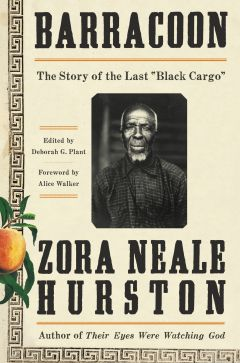 BARRACOON
The Story of the Last "Black Cargo"
Edited by
Deborah G. Plant
Foreword by
Alice Walker
ZORA NEALE
HURSTON
Author of Their Eyes Were Watching God